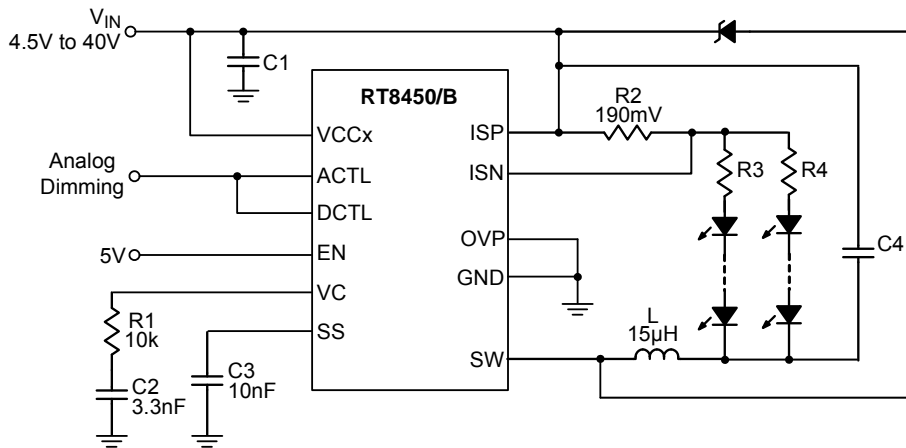 VIN
4.5V to 40V
C1
RT8450/B
R2
190mV
VCCx
ISP
Analog
Dimming
ACTL
ISN
R3
R4
DCTL
5V
EN
OVP
C4
GND
VC
R1
10k
SS
L
15µH
SW
C2
3.3nF
C3
10nF